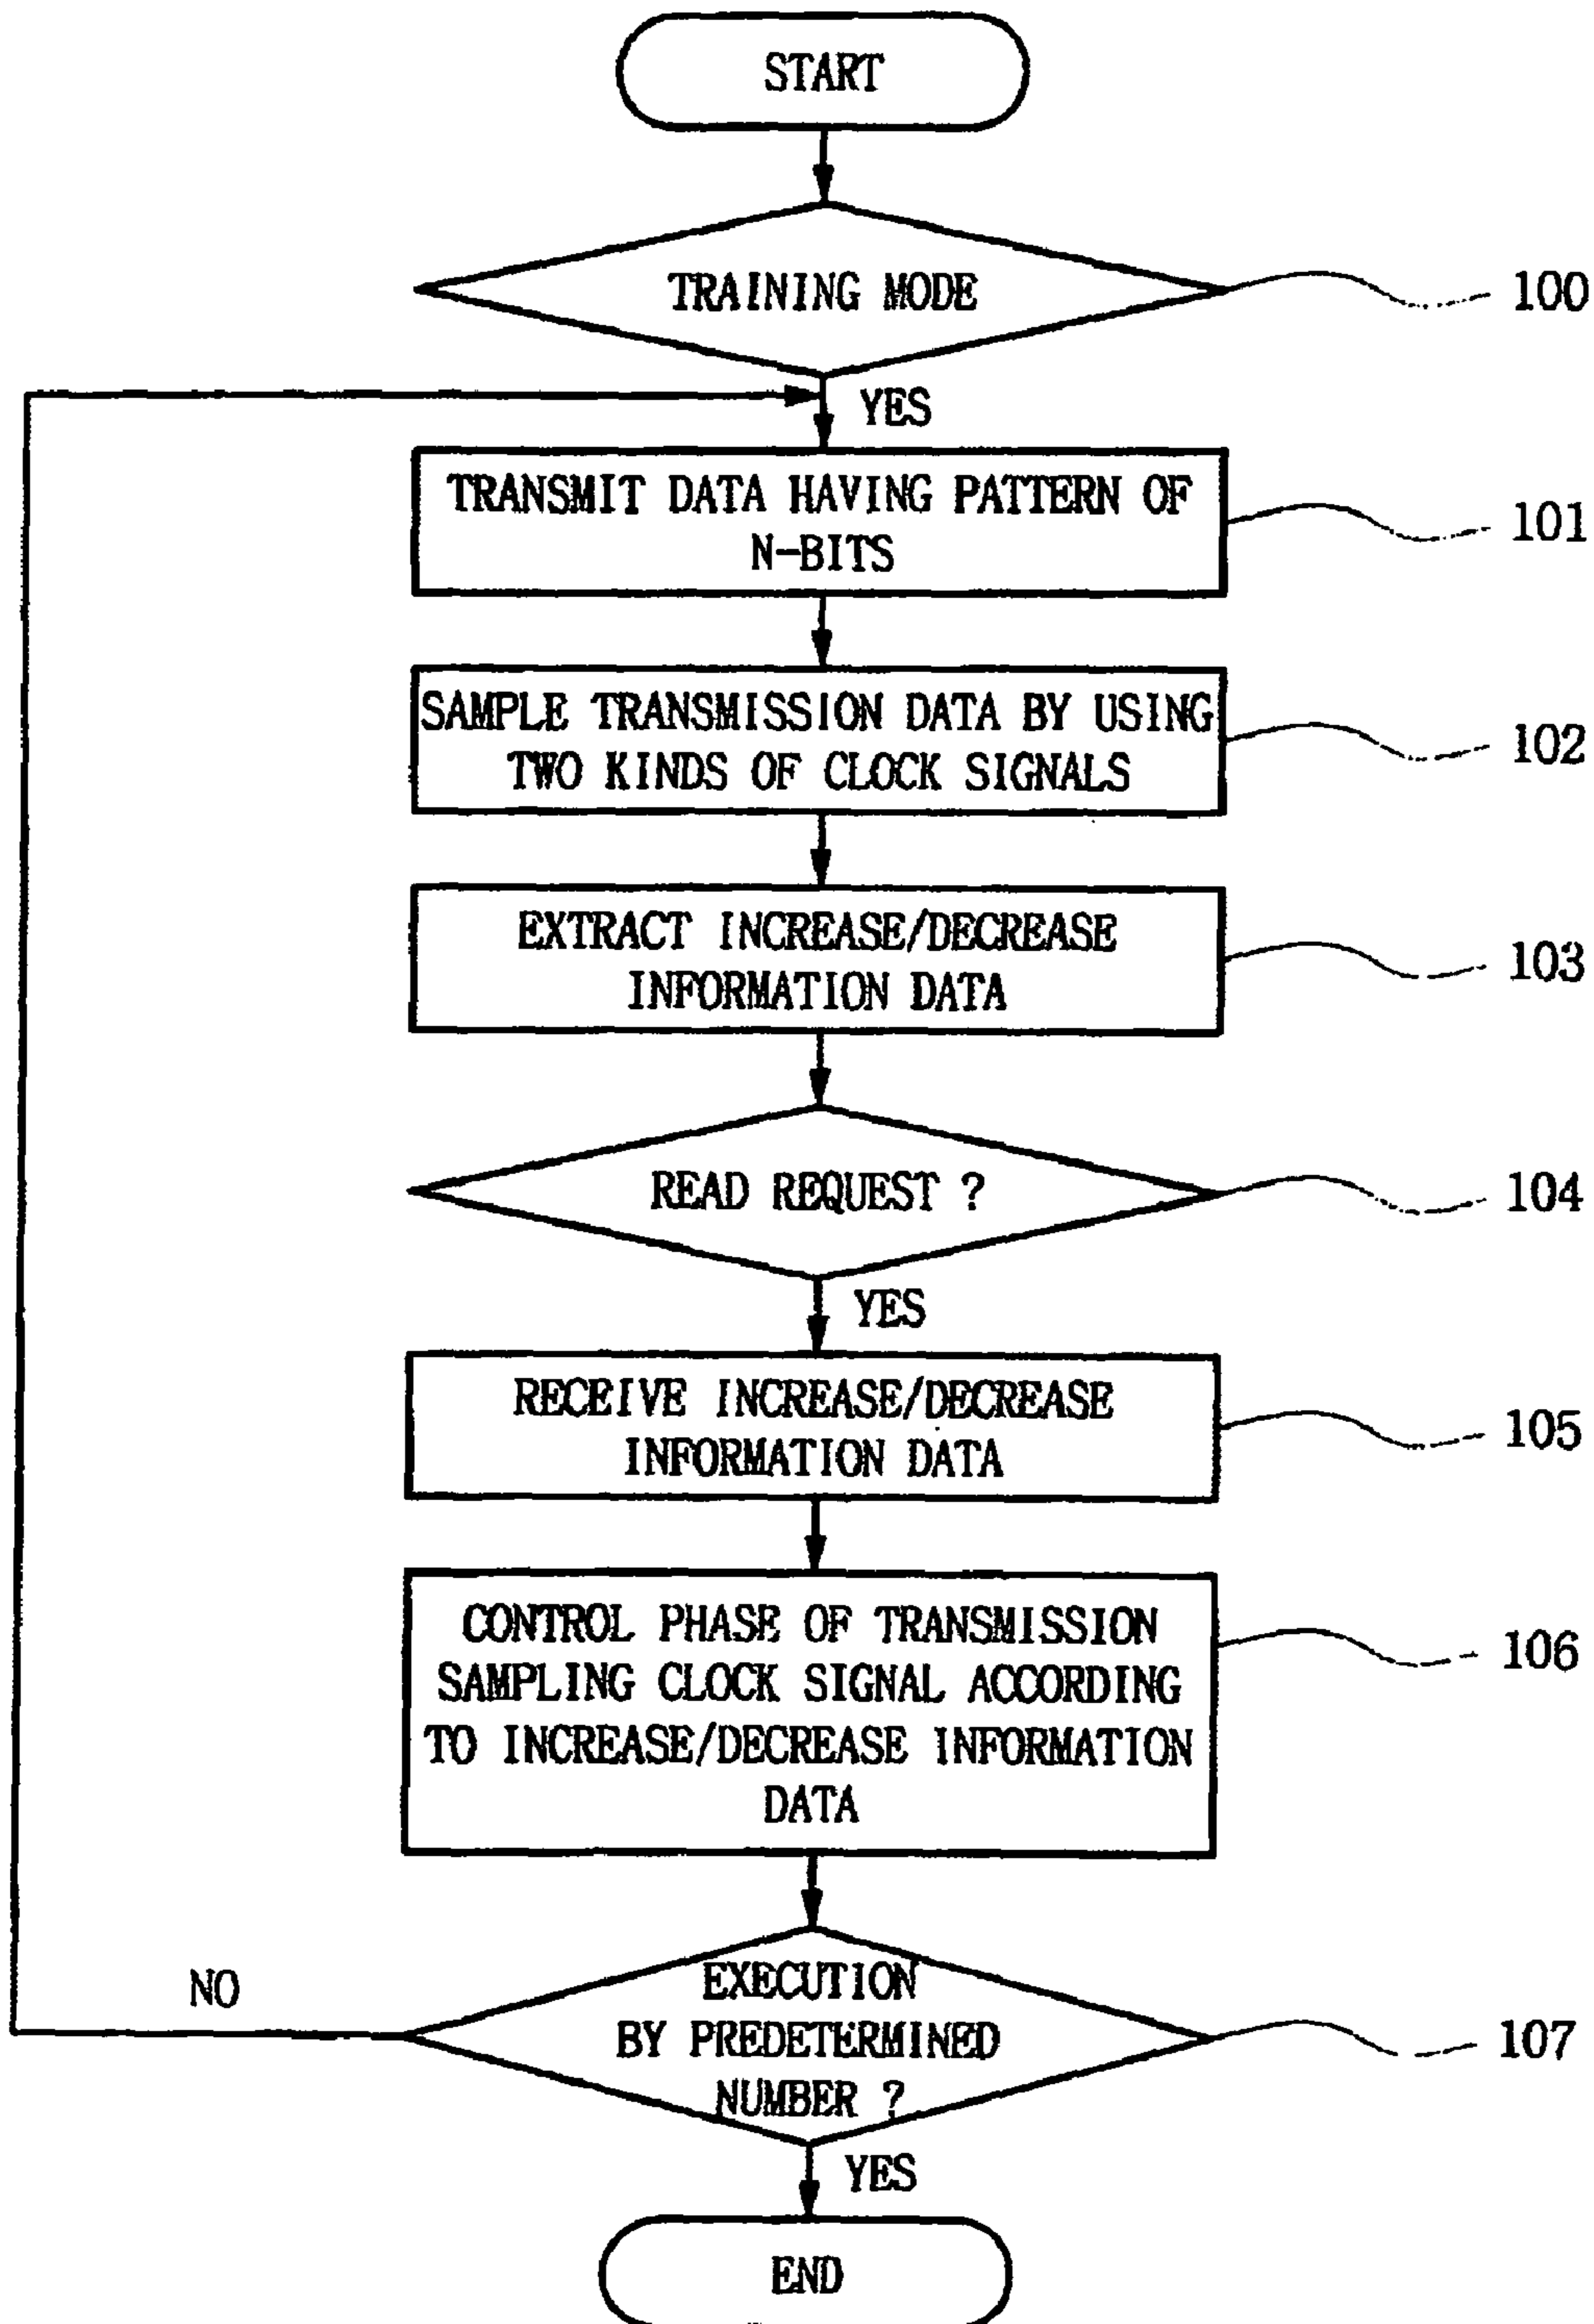 START
TRAINING MODE
100
YES
TRANSMIT DATA HAVING PATTERN OF
N-BITS
101
SAMPLE TRANSMISSION DATA BY USING
TWO KINDS OF CLOCK SIGNALS
102
EXTRACT INCREASE/DECREASE
INFORMATION DATA
103
READ REQUEST ?
104
YES
RECEIVE INCREASE/DECREASE
INFORMATION DATA
105
CONTROL PHASE OF TRANSMISSION
SAMPLING CLOCK SIGNAL ACCORDING
TO INCREASE/DECREASE INFORMATION
DATA
106
NO
EXECUTION
BY PREDETERMINED
NUMBER ?
107
YES
END